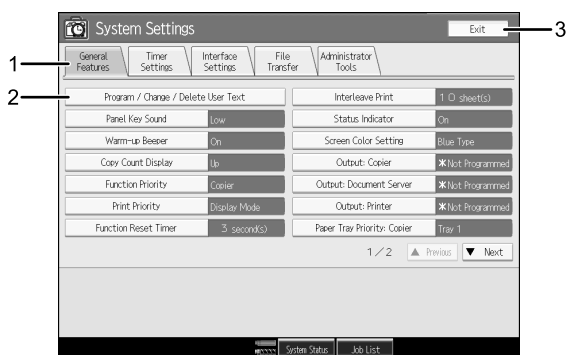 System Settings
Exit
3
1
General Features
Timer Settings
Interface Settings
File Transfer
Administrator Tools
2
Program / Change / Delete User Text
Interleave Print
10 sheet(s)
Panel Key Sound
Low
Status Indicator
On
Warm-up Beeper
On
Screen Color Setting
Blue Type
Copy Count Display
Up
Output: Copier
*Not Programmed
Function Priority
Copier
Output: Document Server
*Not Programmed
Print Priority
Display Mode
Output: Printer
*Not Programmed
Function Reset Timer
3 second(s)
Paper Tray Priority: Copier
Tray 1
1/2
▲ Previous
▼ Next
System Status
Job List